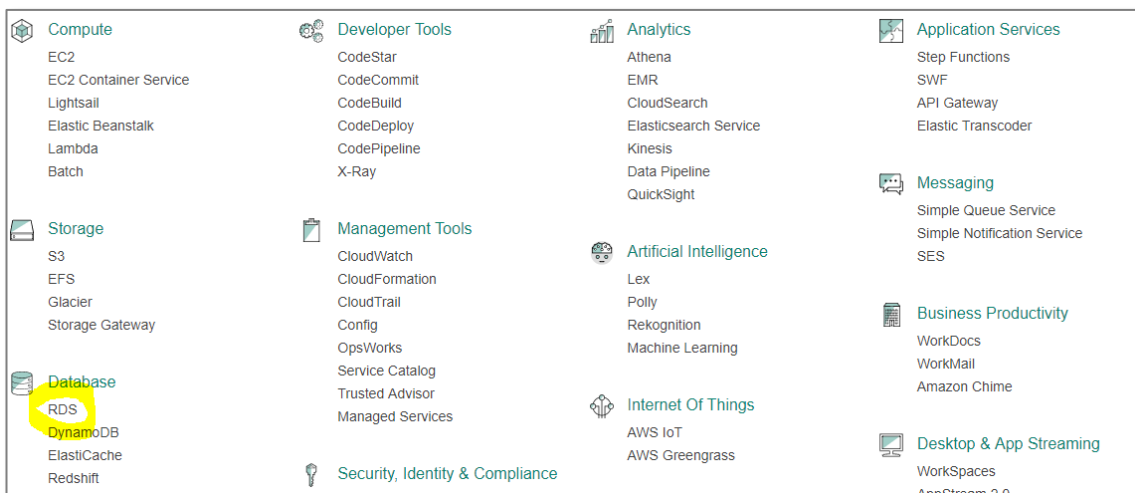 Compute
EC2
EC2 Container Service
Lightsail
Elastic Beanstalk
Lambda
Batch
Storage
S3
EFS
Glacier
Storage Gateway
Database
RDS
DynamoDB
ElastiCache
Redshift
Developer Tools
CodeStar
CodeCommit
CodeBuild
CodeDeploy
CodePipeline
X-Ray
Management Tools
CloudWatch
CloudFormation
CloudTrail
Config
OpsWorks
Service Catalog
Trusted Advisor
Managed Services
Security, Identity & Compliance
Analytics
Athena
EMR
CloudSearch
Elasticsearch Service
Kinesis
Data Pipeline
QuickSight
Artificial Intelligence
Lex
Polly
Rekognition
Machine Learning
Internet Of Things
AWS IoT
AWS Greengrass
Application Services
Step Functions
SWF
API Gateway
Elastic Transcoder
Messaging
Simple Queue Service
Simple Notification Service
SES
Business Productivity
WorkDocs
WorkMail
Amazon Chime
Desktop & App Streaming
WorkSpaces
AppStream 2.0